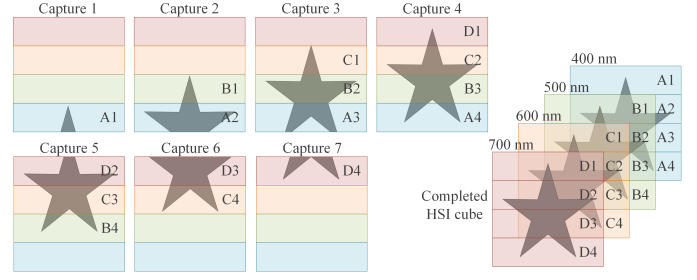 Capture 1
A1
Capture 2
B1
A2
Capture 3
C1
B2
A3
Capture 4
D1
C2
B3
A4
Capture 5
D2
C3
B4
Capture 6
D3
C4
Capture 7
D4
Completed
HSI cube
400 nm
A1
A2
A3
A4
500 nm
B1
B2
B3
B4
600 nm
C1
C2
C3
C4
700 nm
D1
D2
D3
D4